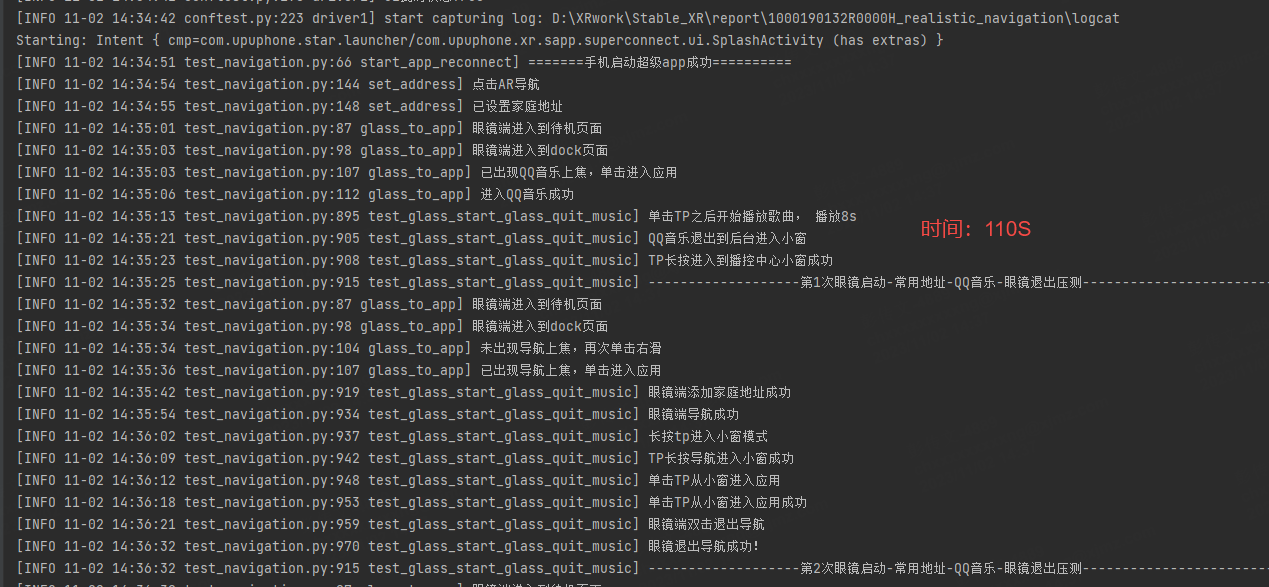 [INFO 11-02 14:34:42 conftest.py:223 driver1] start capturing log: D:\XRwork\Stable_XR\report\1000190132R0000H_realistic_navigation\logcat
Starting: Intent { cmp=com.upuphone.star.launcher/com.upuphone.xr.sapp.superconnect.ui.SplashActivity (has extras) }
[INFO 11-02 14:34:51 test_navigation.py:66 start_app_reconnect] =======手机启动超级app成功==========
[INFO 11-02 14:34:54 test_navigation.py:144 set_address] 点击AR导航
[INFO 11-02 14:34:55 test_navigation.py:148 set_address] 已设置家庭地址
[INFO 11-02 14:35:01 test_navigation.py:87 glass_to_app] 眼镜端进入到待机页面
[INFO 11-02 14:35:03 test_navigation.py:98 glass_to_app] 眼镜端进入到dock页面
[INFO 11-02 14:35:03 test_navigation.py:107 glass_to_app] 已出现QQ音乐上焦，单击进入应用
[INFO 11-02 14:35:06 test_navigation.py:112 glass_to_app] 进入QQ音乐成功
[INFO 11-02 14:35:13 test_navigation.py:895 test_glass_start_glass_quit_music] 单击TP之后开始播放歌曲， 播放8s
时间：110S
[INFO 11-02 14:35:21 test_navigation.py:905 test_glass_start_glass_quit_music] QQ音乐退出到后台进入小窗
[INFO 11-02 14:35:23 test_navigation.py:908 test_glass_start_glass_quit_music] TP长按进入到播控中心小窗成功
[INFO 11-02 14:35:25 test_navigation.py:915 test_glass_start_glass_quit_music] -------------------第1次眼镜启动-常用地址-QQ音乐-眼镜退出压测------------------------
[INFO 11-02 14:35:32 test_navigation.py:87 glass_to_app] 眼镜端进入到待机页面
[INFO 11-02 14:35:34 test_navigation.py:98 glass_to_app] 眼镜端进入到dock页面
[INFO 11-02 14:35:34 test_navigation.py:104 glass_to_app] 未出现导航上焦，再次单击右滑
[INFO 11-02 14:35:36 test_navigation.py:107 glass_to_app] 已出现导航上焦，单击进入应用
[INFO 11-02 14:35:42 test_navigation.py:919 test_glass_start_glass_quit_music] 眼镜端添加家庭地址成功
[INFO 11-02 14:35:54 test_navigation.py:934 test_glass_start_glass_quit_music] 眼镜端导航成功
[INFO 11-02 14:36:02 test_navigation.py:937 test_glass_start_glass_quit_music] 长按tp进入小窗模式
[INFO 11-02 14:36:09 test_navigation.py:942 test_glass_start_glass_quit_music] TP长按导航进入小窗成功
[INFO 11-02 14:36:12 test_navigation.py:948 test_glass_start_glass_quit_music] 单击TP从小窗进入应用
[INFO 11-02 14:36:18 test_navigation.py:953 test_glass_start_glass_quit_music] 单击TP从小窗进入应用成功
[INFO 11-02 14:36:21 test_navigation.py:959 test_glass_start_glass_quit_music] 眼镜端双击退出导航
[INFO 11-02 14:36:32 test_navigation.py:970 test_glass_start_glass_quit_music] 眼镜退出导航成功!
[INFO 11-02 14:36:32 test_navigation.py:915 test_glass_start_glass_quit_music] -------------------第2次眼镜启动-常用地址-QQ音乐-眼镜退出压测------------------------